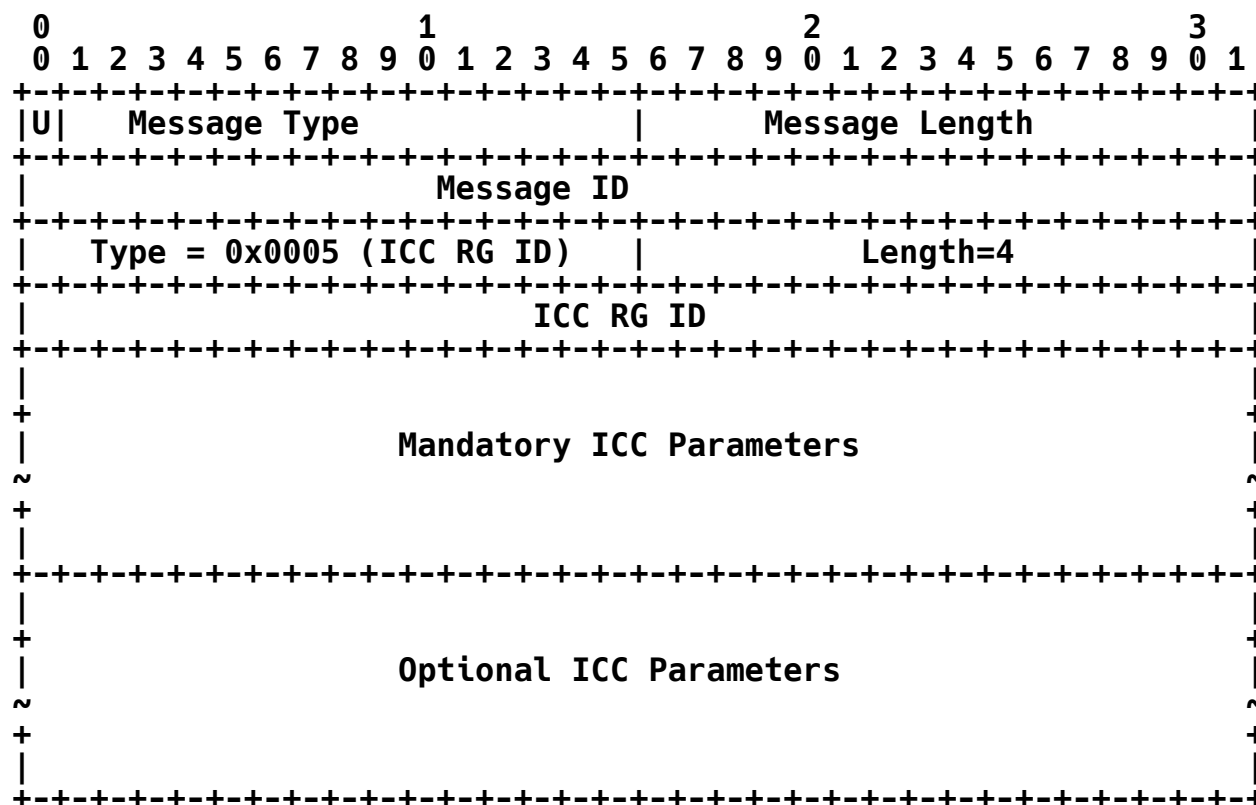 0                   1                   2                   3
 0 1 2 3 4 5 6 7 8 9 0 1 2 3 4 5 6 7 8 9 0 1 2 3 4 5 6 7 8 9 0 1
+-+-+-+-+-+-+-+-+-+-+-+-+-+-+-+-+-+-+-+-+-+-+-+-+-+-+-+-+-+-+-+-+
|U|   Message Type              |      Message Length           |
+-+-+-+-+-+-+-+-+-+-+-+-+-+-+-+-+-+-+-+-+-+-+-+-+-+-+-+-+-+-+-+-+
|                     Message ID                                |
+-+-+-+-+-+-+-+-+-+-+-+-+-+-+-+-+-+-+-+-+-+-+-+-+-+-+-+-+-+-+-+-+
|   Type = 0x0005 (ICC RG ID)   |           Length=4            |
+-+-+-+-+-+-+-+-+-+-+-+-+-+-+-+-+-+-+-+-+-+-+-+-+-+-+-+-+-+-+-+-+
|                          ICC RG ID                            |
+-+-+-+-+-+-+-+-+-+-+-+-+-+-+-+-+-+-+-+-+-+-+-+-+-+-+-+-+-+-+-+-+
|                                                               |
+                                                               +
|                   Mandatory ICC Parameters                    |
~                                                               ~
+                                                               +
|                                                               |
+-+-+-+-+-+-+-+-+-+-+-+-+-+-+-+-+-+-+-+-+-+-+-+-+-+-+-+-+-+-+-+-+
|                                                               |
+                                                               +
|                   Optional ICC Parameters                     |
~                                                               ~
+                                                               +
|                                                               |
+-+-+-+-+-+-+-+-+-+-+-+-+-+-+-+-+-+-+-+-+-+-+-+-+-+-+-+-+-+-+-+-+